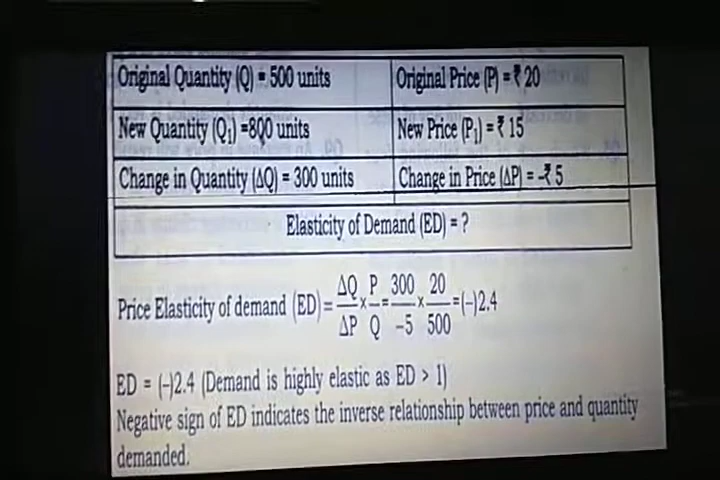 Original Quantity (Q) = 500 units
Original Price (P) = ₹ 20
New Quantity (Q₁) =800 units
New Price (P₁) = ₹ 15
Change in Quantity (ΔQ) = 300 units
Change in Price (ΔP) = -₹ 5
Elasticity of Demand (ED) = ?
Price Elasticity of demand (ED) = ΔQ/ΔP × P/Q = 300/-5 × 20/500 =(-)2.4
ED = (-)2.4 (Demand is highly elastic as ED > 1)
Negative sign of ED indicates the inverse relationship between price and quantity
demanded.